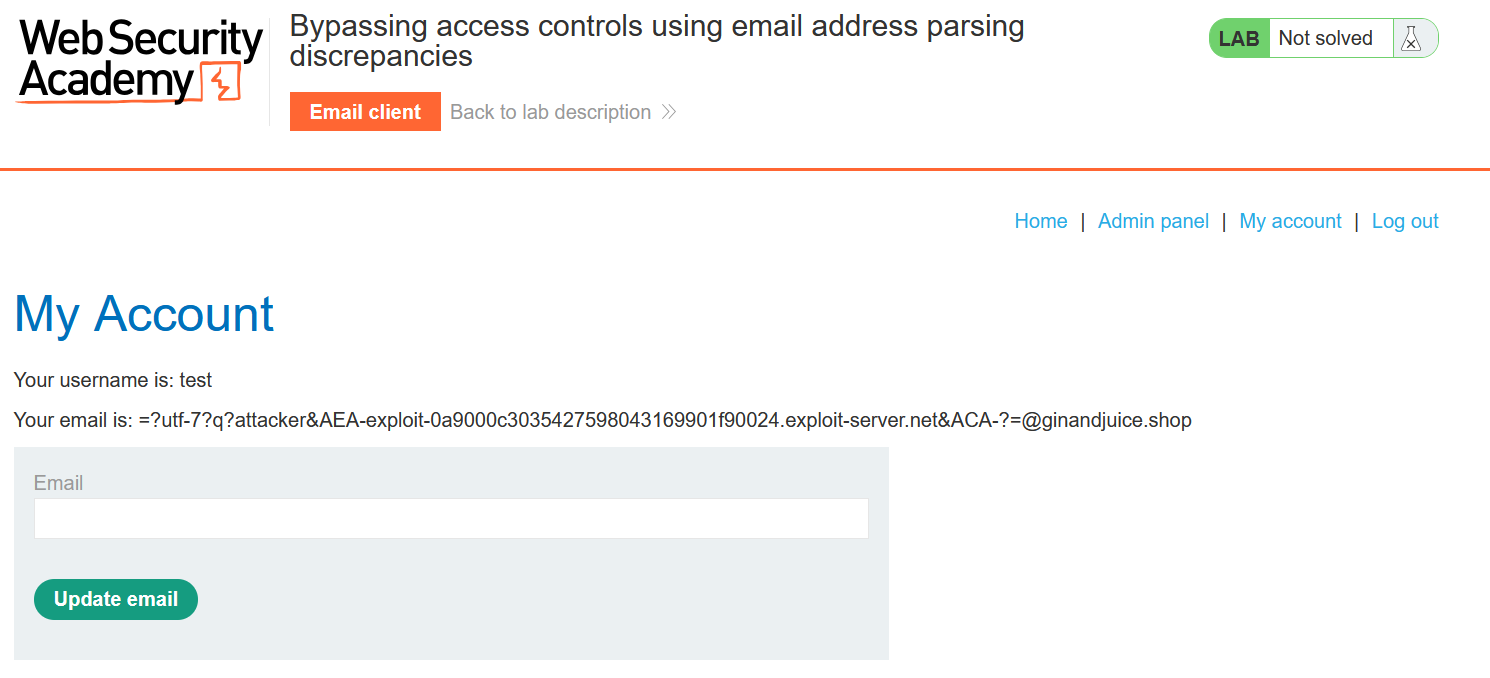 Web Security
Academy
Bypassing access controls using email address parsing
discrepancies
LAB Not solved
Email client Back to lab description
Home | Admin panel | My account | Log out
My Account
Your username is: test
Your email is: =?utf-7?q?attacker&AEA-exploit-0a9000c3035427598043169901f90024.exploit-server.net&ACA-?=@ginandjuice.shop
Email
Update email